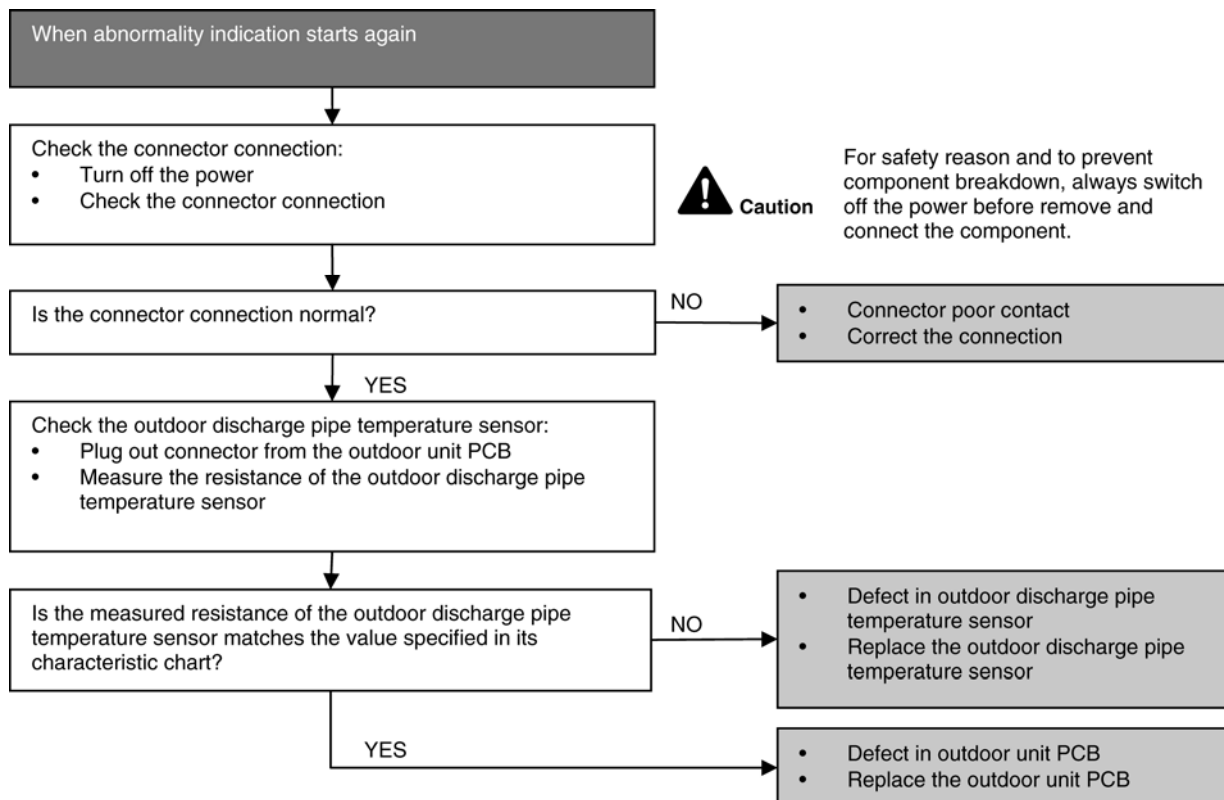 When abnormality indication starts again
Check the connector connection:
• Turn off the power
• Check the connector connection
Caution
For safety reason and to prevent
component breakdown, always switch
off the power before remove and
connect the component.
Is the connector connection normal?
NO
• Connector poor contact
• Correct the connection
YES
Check the outdoor discharge pipe temperature sensor:
• Plug out connector from the outdoor unit PCB
• Measure the resistance of the outdoor discharge pipe
temperature sensor
Is the measured resistance of the outdoor discharge pipe
temperature sensor matches the value specified in its
characteristic chart?
NO
• Defect in outdoor discharge pipe
temperature sensor
• Replace the outdoor discharge pipe
temperature sensor
YES
• Defect in outdoor unit PCB
• Replace the outdoor unit PCB